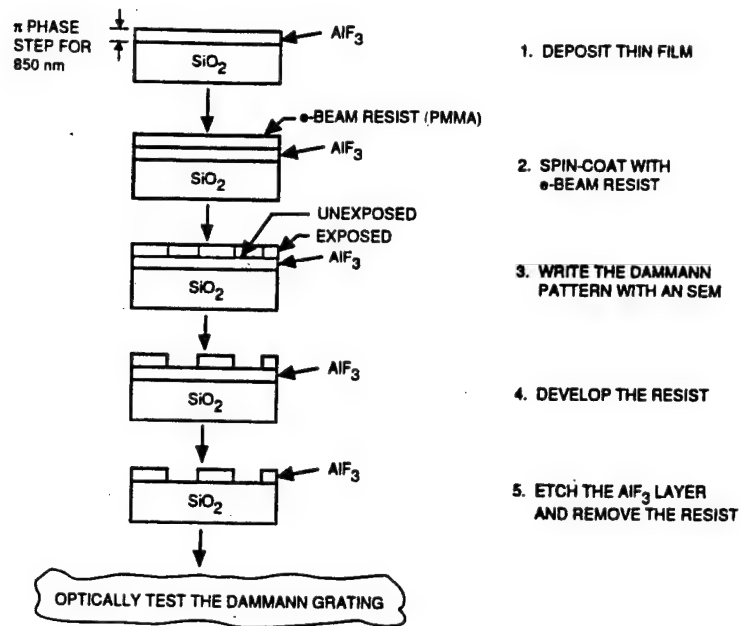 π PHASE
STEP FOR
850 nm
AlF3
SiO2
1. DEPOSIT THIN FILM
e-BEAM RESIST (PMMA)
AlF3
SiO2
2. SPIN-COAT WITH
e-BEAM RESIST
UNEXPOSED
EXPOSED
AlF3
SiO2
3. WRITE THE DAMMANN
PATTERN WITH AN SEM
AlF3
SiO2
4. DEVELOP THE RESIST
AlF3
SiO2
5. ETCH THE AlF3 LAYER
AND REMOVE THE RESIST
OPTICALLY TEST THE DAMMANN GRATING